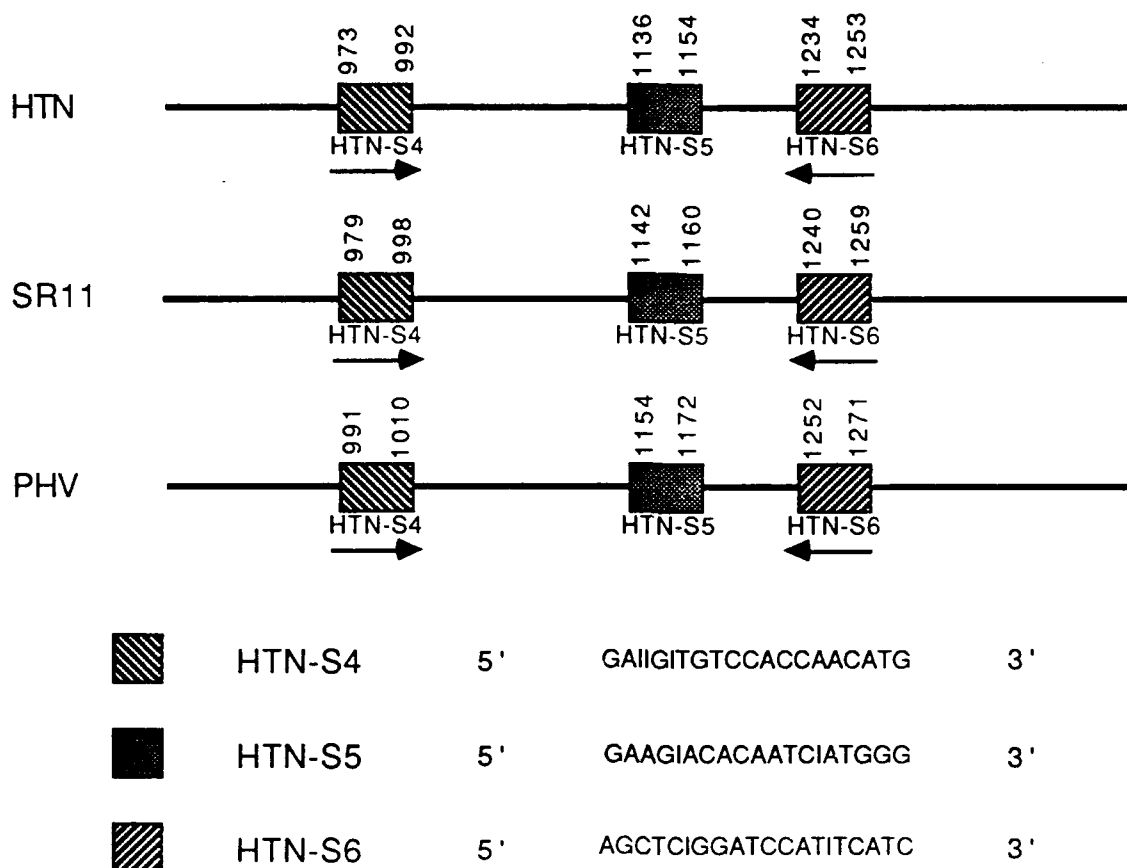 973 992 1136 1154 1234 1253
HTN
HTN-S4 HTN-S5 HTN-S6
979 998 1142 1160 1240 1259
SR11
HTN-S4 HTN-S5 HTN-S6
991 1010 1154 1172 1252 1271
PHV
HTN-S4 HTN-S5 HTN-S6
HTN-S4 5' GAIIGITGTCCACCAACATG 3'
HTN-S5 5' GAAGIACACAATCIATGGG 3'
HTN-S6 5' AGCTCIGGATCCATITCATC 3'